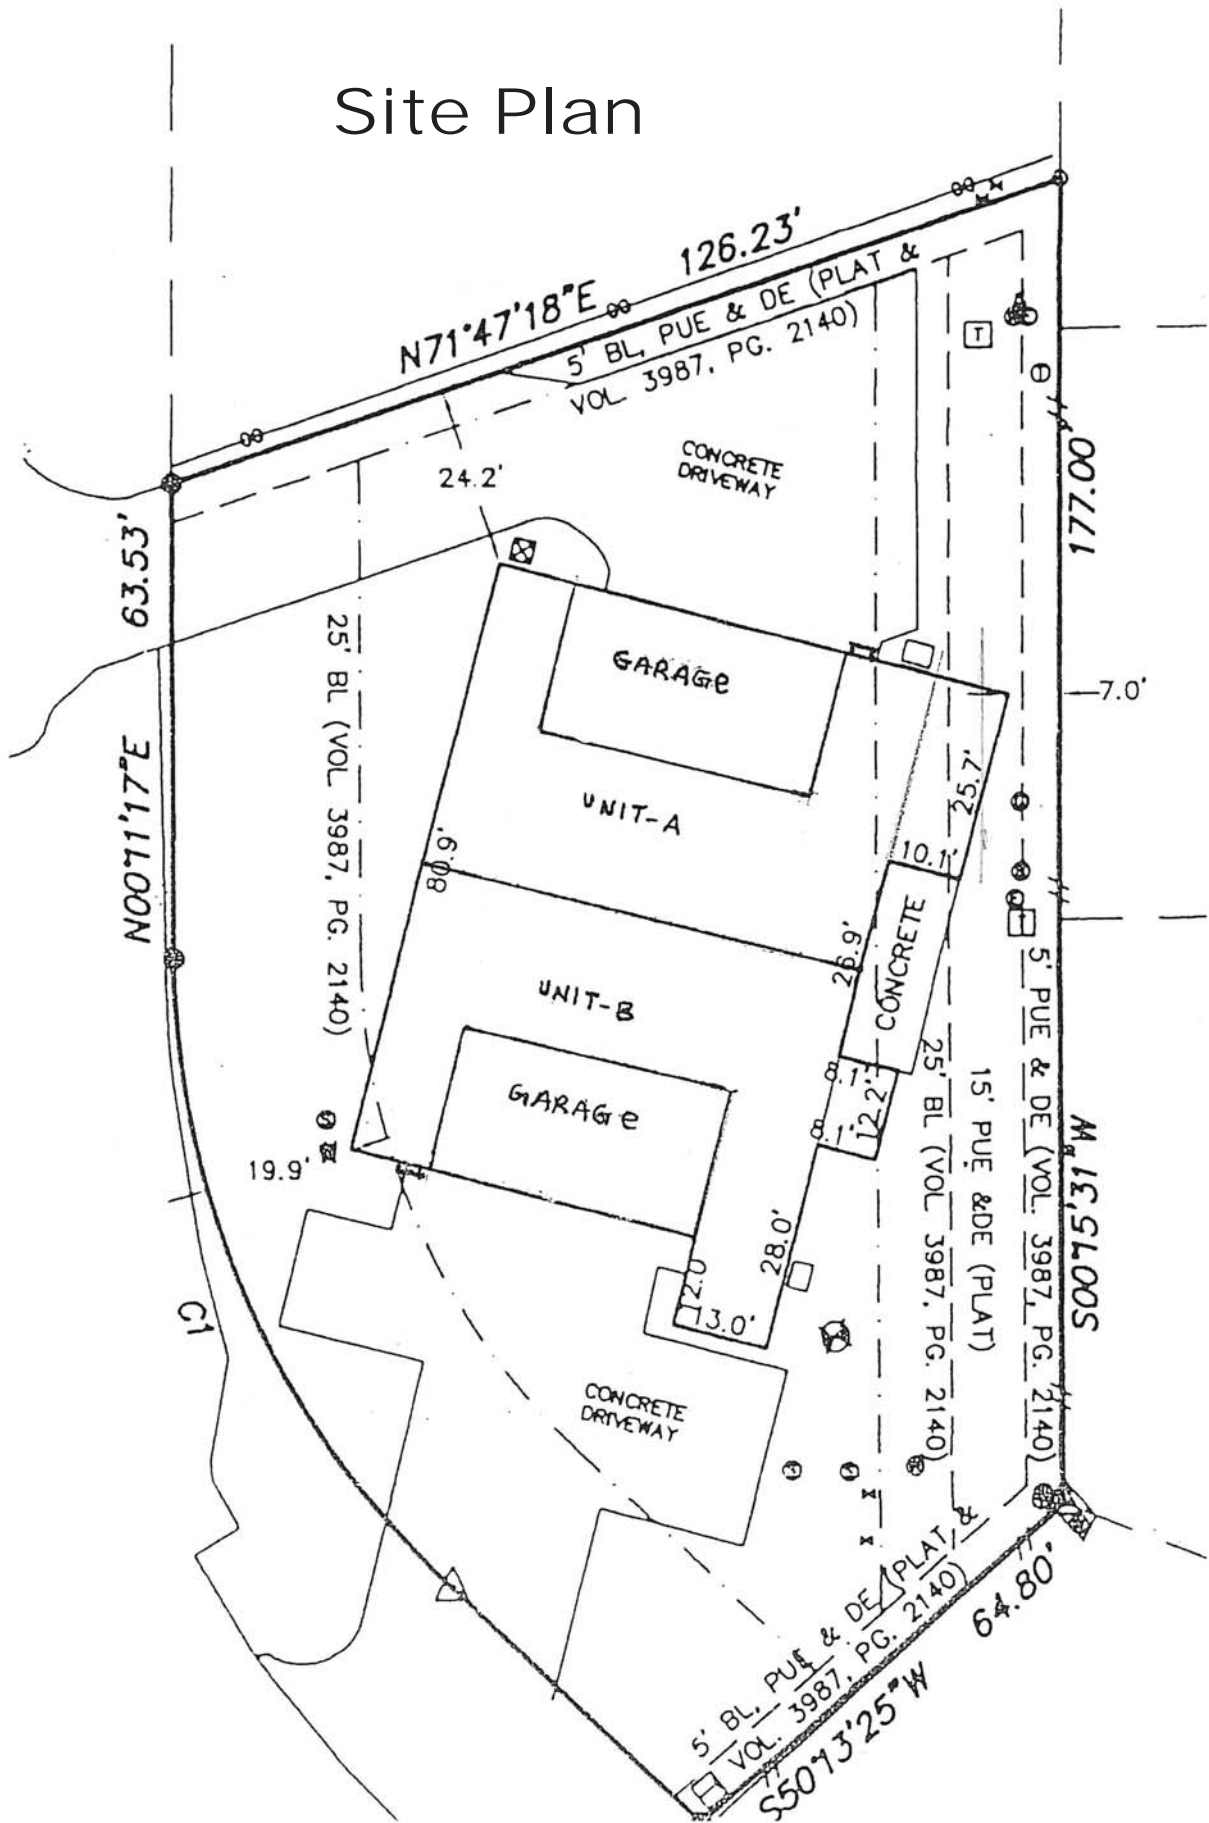 Site Plan
126.23'
N71°47'18"E
5' BL, PUE & DE (PLAT &
VOL 3987, PG. 2140)
T
CONCRETE
DRIVEWAY
24.2'
177.00
63.53'
GARAGe
7.0'
25' BL (VOL 3987, PG. 2140)
25.7'
UNIT-A
N00°11'17"E
80.9'
10.1'
26.9'
CONCRETE
UNIT-B
5' PUE & DE (VOL. 3987, PG. 2140)
15' PUE &DE (PLAT)
25' BL (VOL 3987, PG. 2140)
8.1'
12.2'
8.1'
GARAGe
S00°15'31"W
19.9'
28.0'
12.0
13.0'
C1
CONCRETE
DRIVEWAY
5' BL, PUE & DE (PLAT &
VOL. 3987, PG. 2140)
64.80'
S50°13'25"W